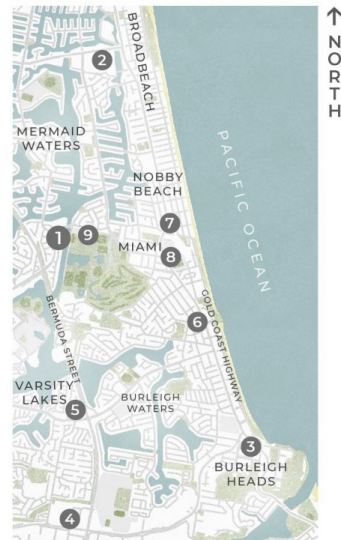 ↑
NORTH
BROADBEACH
2
MERMAID
WATERS
PACIFIC OCEAN
NOBBY
BEACH
7
1
9
MIAMI
8
BERMUDA STREET
GOLD COAST HIGHWAY
6
VARSITY
LAKES
BURLEIGH
WATERS
5
3
BURLEIGH
HEADS
4